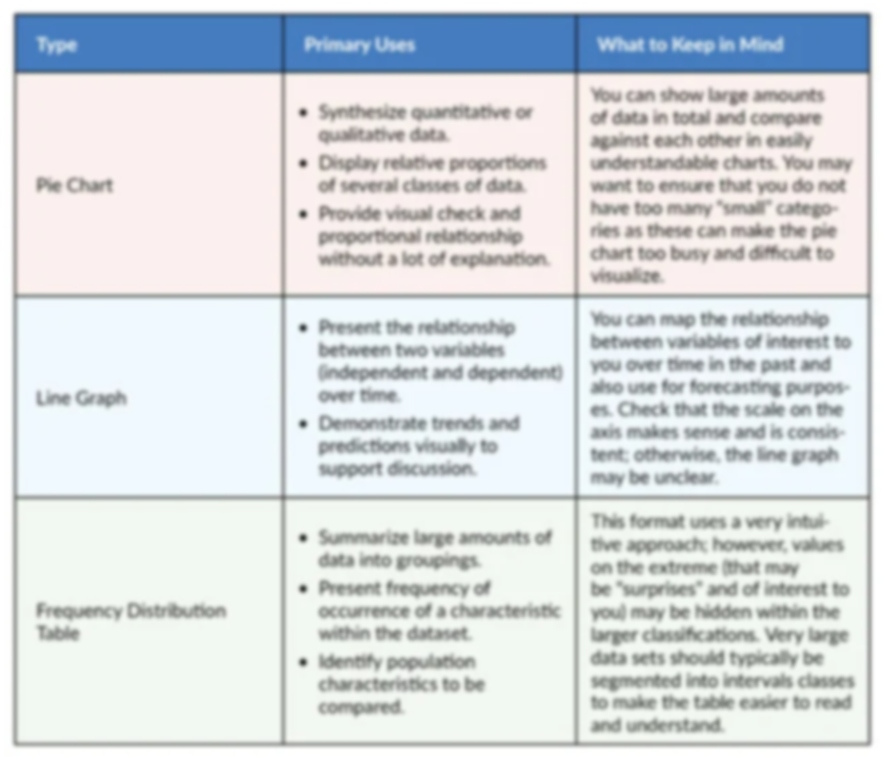 Type
Primary Uses
What to Keep in Mind
Pie Chart
• Synthesize quantitative or
qualitative data.
• Display relative proportions
of several classes of data.
• Provide visual check and
proportional relationship
without a lot of explanation.
You can show large amounts
of data in total and compare
against each other in easily
understandable charts. You may
want to ensure that you do not
have too many “small” catego-
ries as these can make the pie
chart too busy and difficult to
visualize.
Line Graph
• Present the relationship
between two variables
(independent and dependent)
over time.
• Demonstrate trends and
predictions visually to
support discussion.
You can map the relationship
between variables of interest to
you over time in the past and
also use for forecasting purpos-
es. Check that the scale on the
axis makes sense and is consis-
tent; otherwise, the line graph
may be unclear.
Frequency Distribution
Table
• Summarize large amounts of
data into groupings.
• Present frequency of
occurrence of a characteristic
within the dataset.
• Identify population
characteristics to be
compared.
This format uses a very intui-
tive approach; however, values
on the extreme (that may
be “surprises” and of interest to
you) may be hidden within the
larger classifications. Very large
data sets should typically be
segmented into intervals classes
to make the table easier to read
and understand.